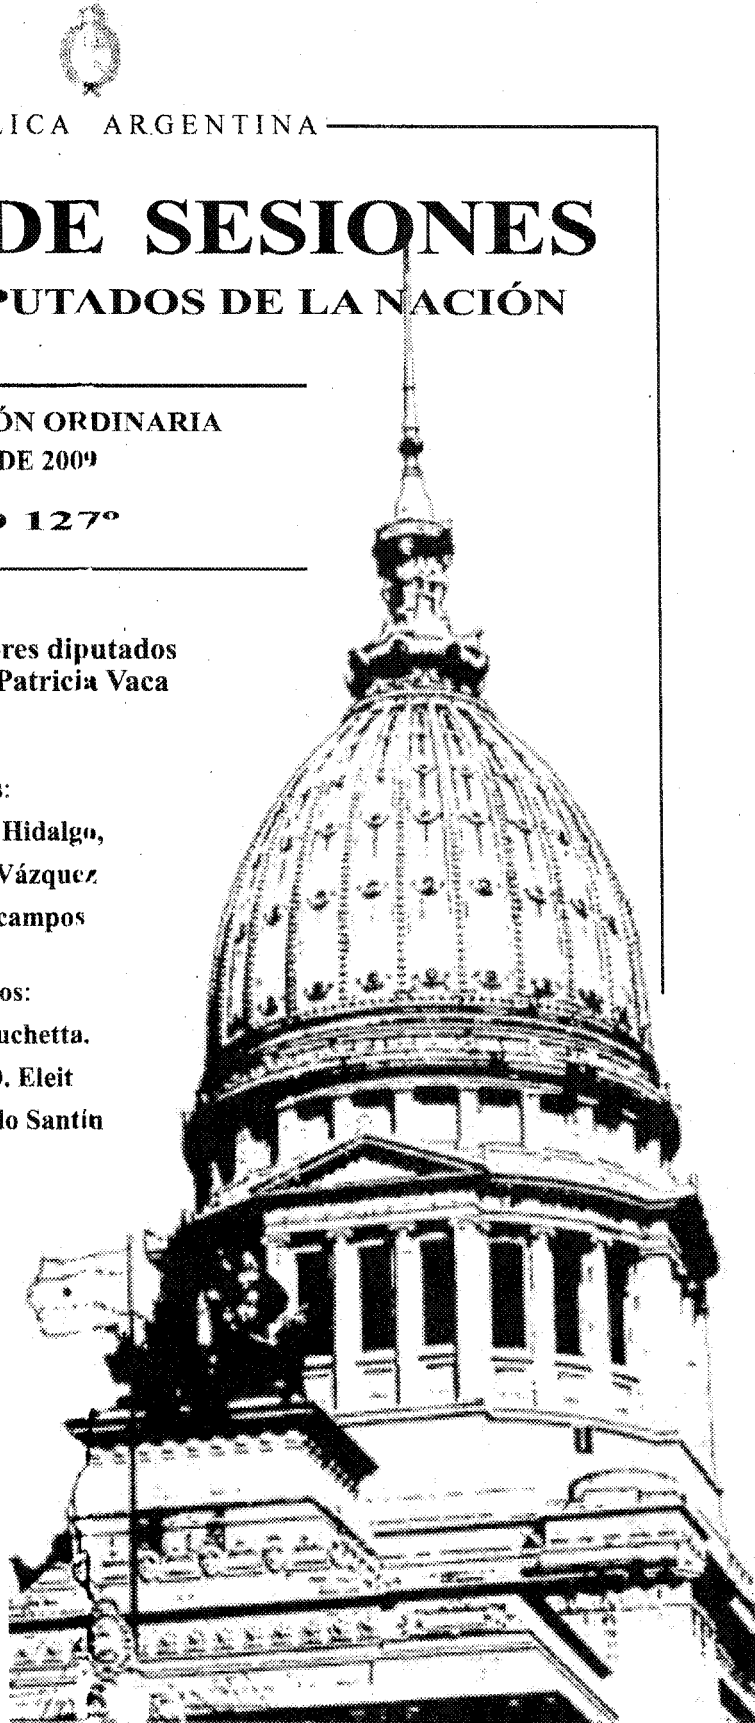 LICA ARGENTINA
DE SESIONES
PUTADOS DE LA NACIÓN
ÓN ORDINARIA
DE 2009
127º
res diputados
Patricia Vaca
s:
Hidalgo,
Vázquez
campos
os:
uchetta.
D. Eleit
do Santín